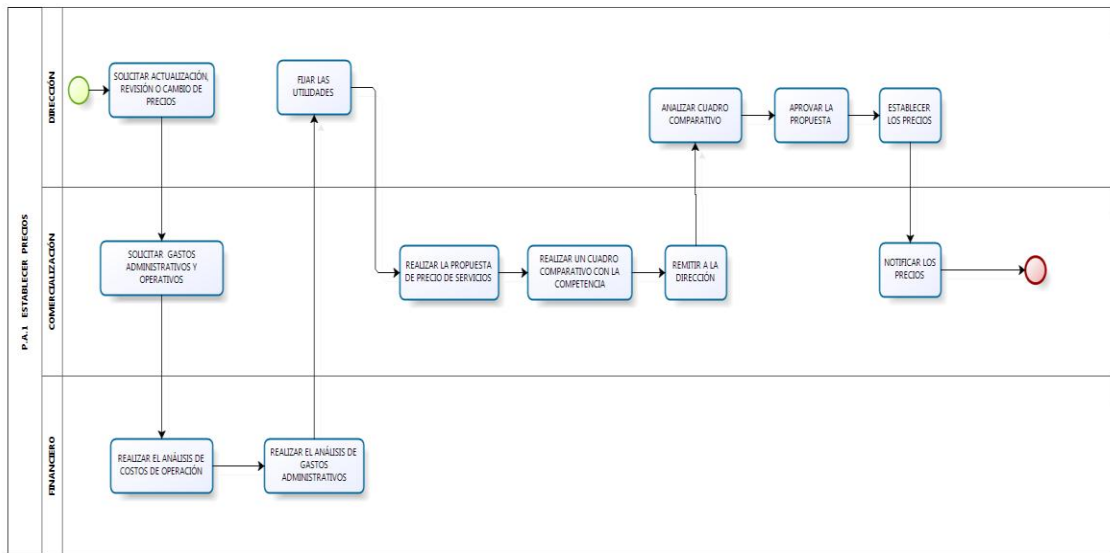 P.A.1 ESTABLECER PRECIOS
DIRECCIÓN
SOLICITAR ACTUALIZACIÓN,
REVISIÓN O CAMBIO DE
PRECIOS
FIJAR LAS
UTILIDADES
ANALIZAR CUADRO
COMPARATIVO
APROVAR LA
PROPUESTA
ESTABLECER
LOS PRECIOS
COMERCIALIZACIÓN
SOLICITAR GASTOS
ADMINISTRATIVOS Y
OPERATIVOS
REALIZAR LA PROPUESTA
DE PRECIO DE SERVICIOS
REALIZAR UN CUADRO
COMPARATIVO CON LA
COMPETENCIA
REMITIR A LA
DIRECCIÓN
NOTIFICAR LOS
PRECIOS
FINANCIERO
REALIZAR EL ANÁLISIS DE
COSTOS DE OPERACIÓN
REALIZAR EL ANÁLISIS DE
GASTOS
ADMINISTRATIVOS